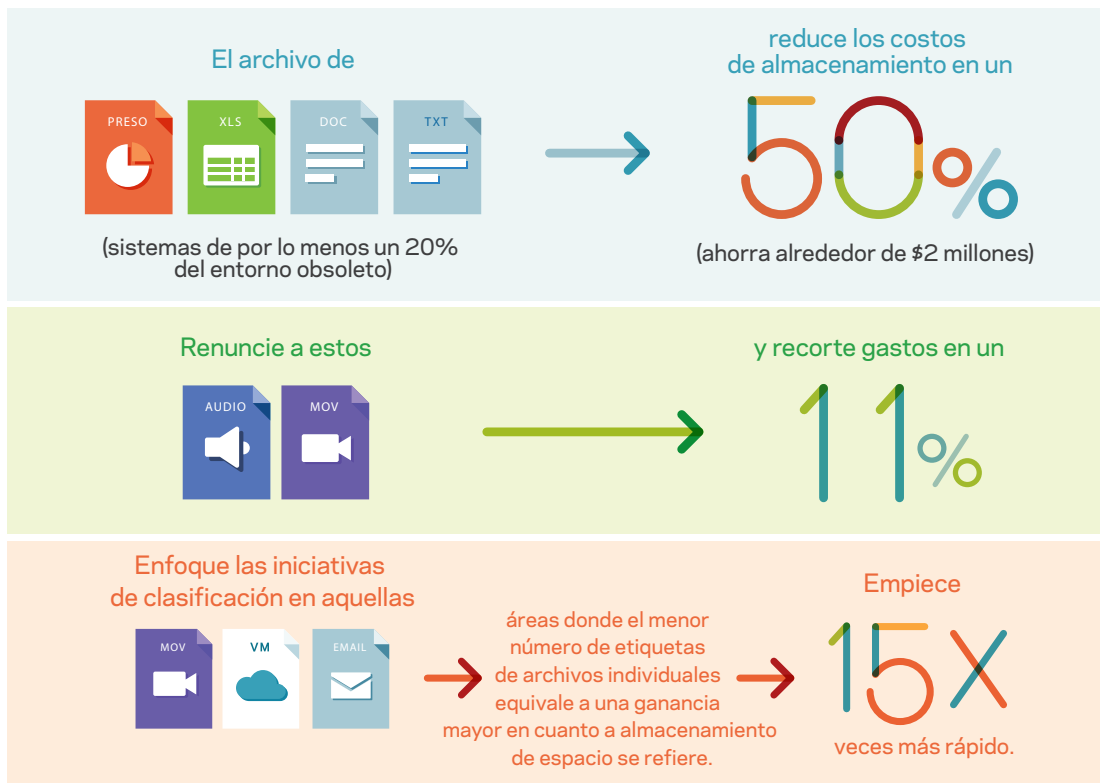 El archivo de
PRESO
XLS
DOC
TXT
(sistemas de por lo menos un 20%
del entorno obsoleto)
reduce los costos
de almacenamiento en un
50%
(ahorra alrededor de $2 millones)
Renuncie a estos
AUDIO
MOV
y recorte gastos en un
11%
Enfoque las iniciativas
de clasificación en aquellas
MOV
VM
EMAIL
áreas donde el menor
número de etiquetas
de archivos individuales
equivale a una ganancia
mayor en cuanto a almacenamiento
de espacio se refiere.
Empiece
15X
veces más rápido.